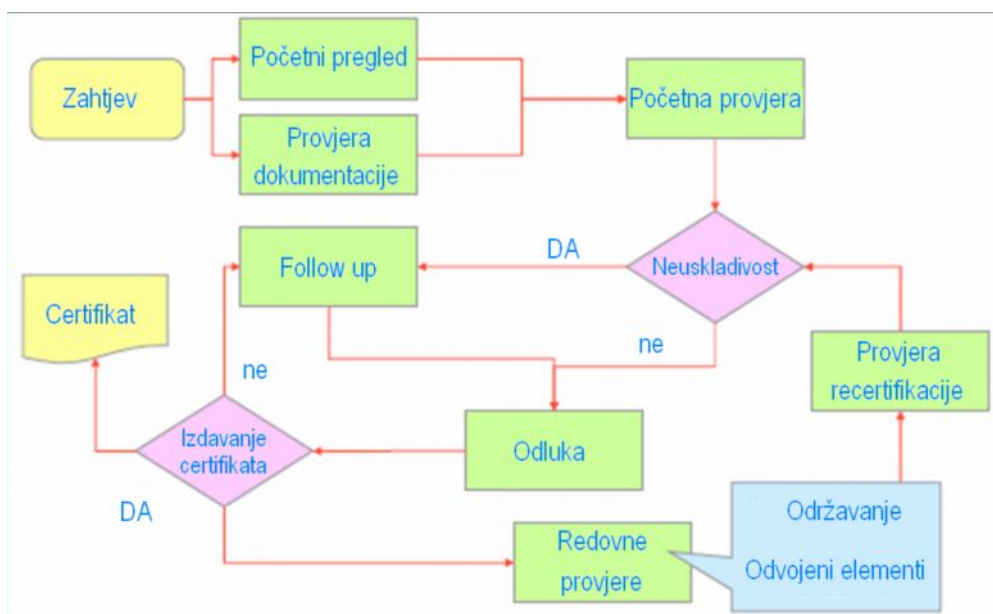 Zahtjev
Početni pregled
Provjera
dokumentacije
Početna provjera
Neuskladivost
DA
Follow up
ne
Certifikat
ne
Izdavanje
certifikata
DA
Odluka
Provjera
recertifikacije
Redovne
provjere
Održavanje
Odvojeni elementi